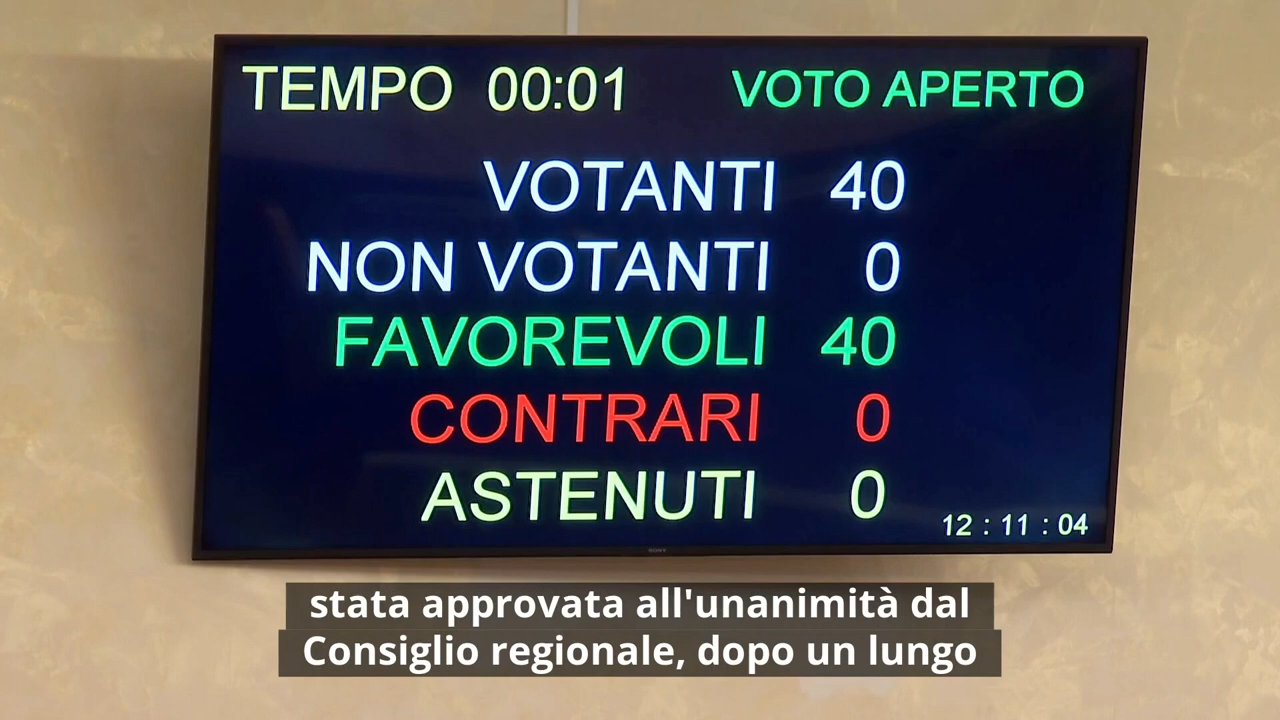 TEMPO 00:01 VOTO APERTO
VOTANTI 40
NON VOTANTI 0
FAVOREVOLI 40
CONTRARI 0
ASTENUTI 0
12 : 11 : 04
SONY
stata approvata all'unanimità dal
Consiglio regionale, dopo un lungo